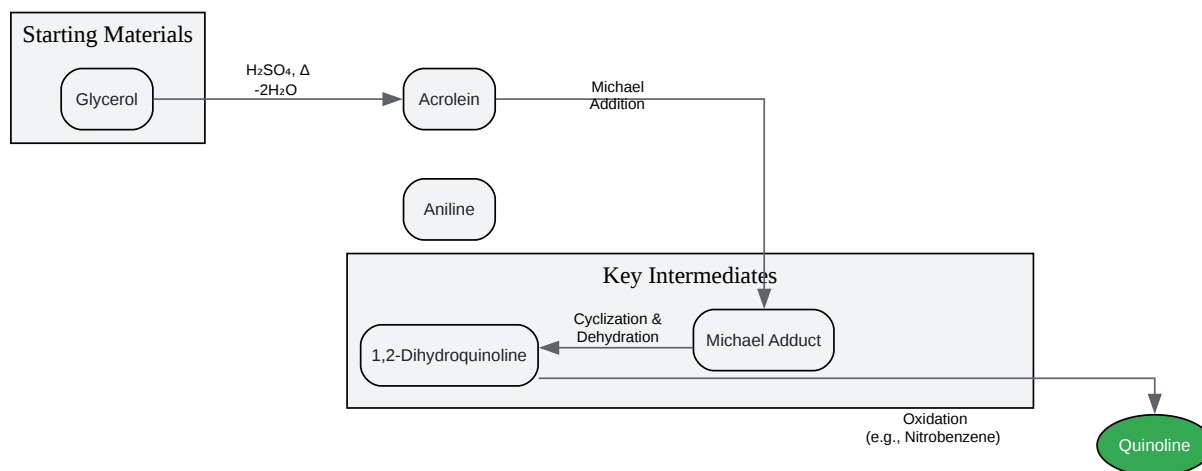 Starting Materials
Glycerol
H₂SO₄, Δ
-2H₂O
Acrolein
Michael
Addition
Aniline
Key Intermediates
1,2-Dihydroquinoline
Cyclization &
Dehydration
Michael Adduct
Oxidation
(e.g., Nitrobenzene)
Quinoline